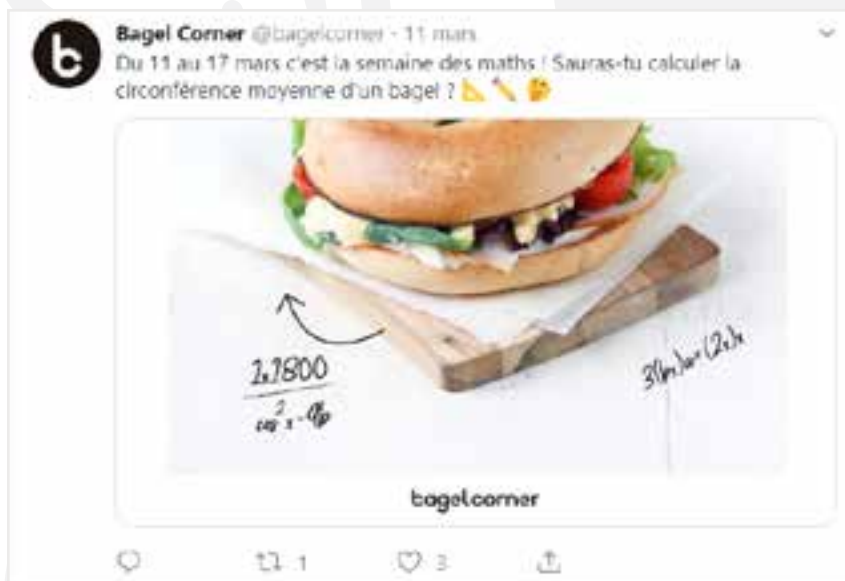 Bagel Corner @bagelcorner - 11 mars
Du 11 au 17 mars c'est la semaine des maths ! Sauras-tu calculer la
circonférence moyenne d'un bagel ?
b
bagelcorner
1
3